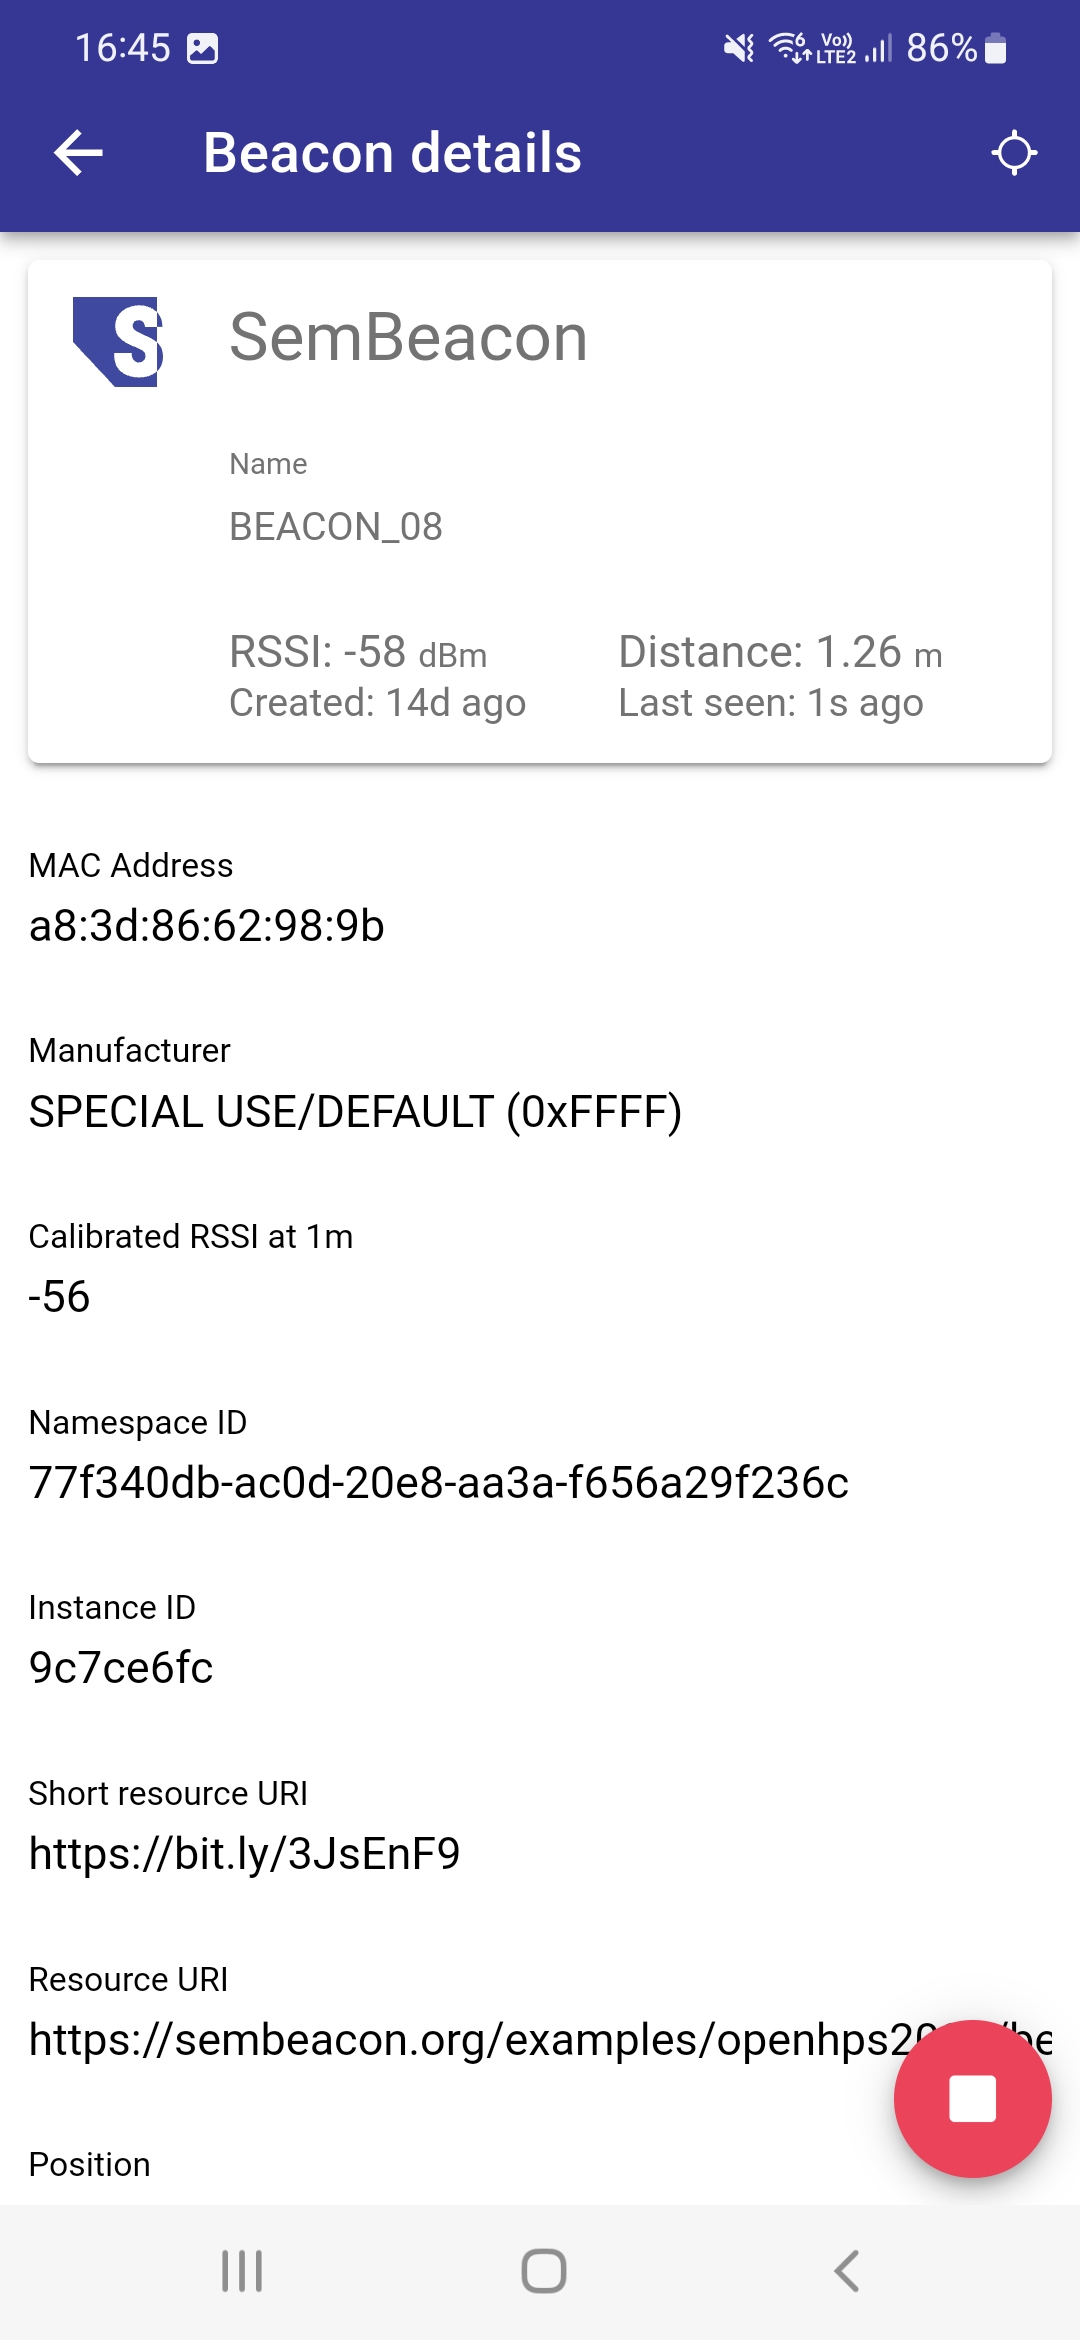 16:45
Vo)) LTE2 86%
Beacon details
S SemBeacon
Name
BEACON_08
RSSI: -58 dBm Distance: 1.26 m
Created: 14d ago Last seen: 1s ago
MAC Address
a8:3d:86:62:98:9b
Manufacturer
SPECIAL USE/DEFAULT (0xFFFF)
Calibrated RSSI at 1m
-56
Namespace ID
77f340db-ac0d-20e8-aa3a-f656a29f236c
Instance ID
9c7ce6fc
Short resource URI
https://bit.ly/3JsEnF9
Resource URI
https://sembeacon.org/examples/openhps20
Position